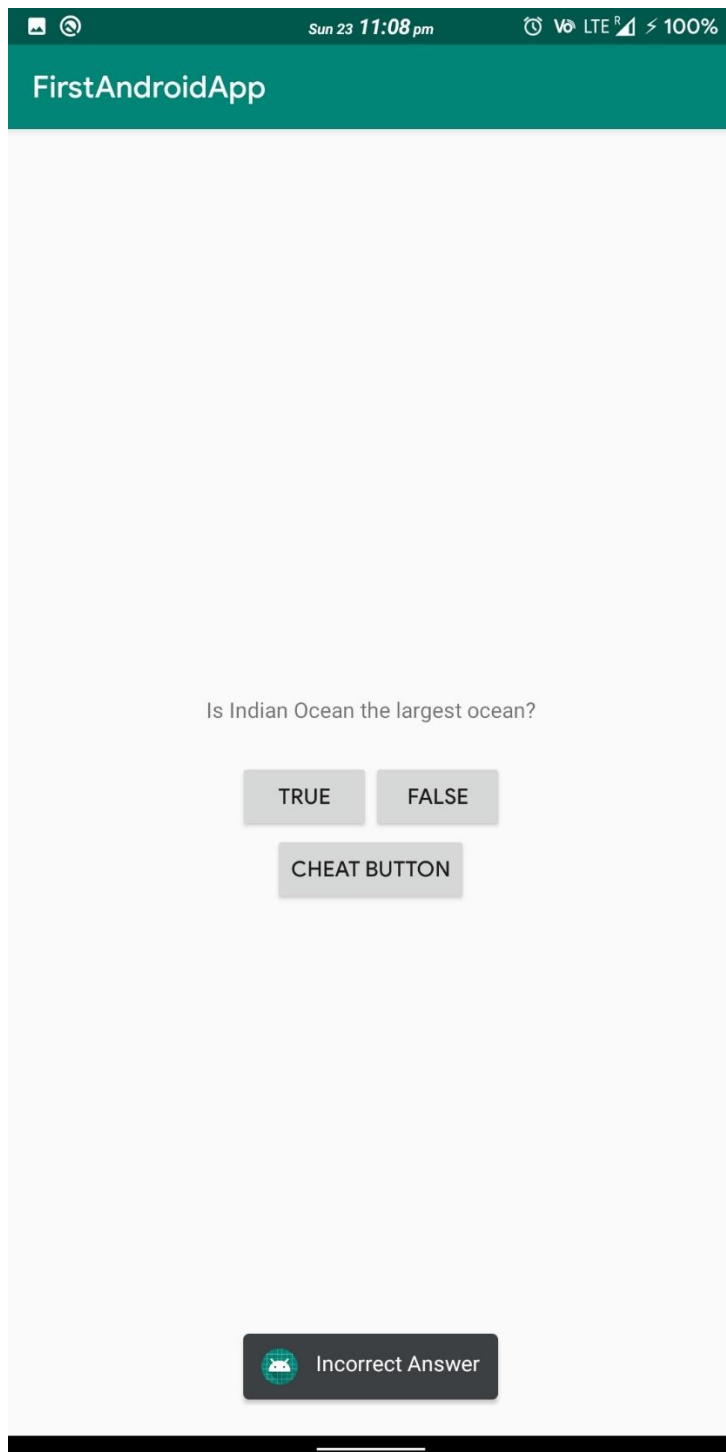 Sun 23 11:08 pm Vo LTE R 100%
FirstAndroidApp
Is Indian Ocean the largest ocean?
TRUE FALSE
CHEAT BUTTON
Incorrect Answer